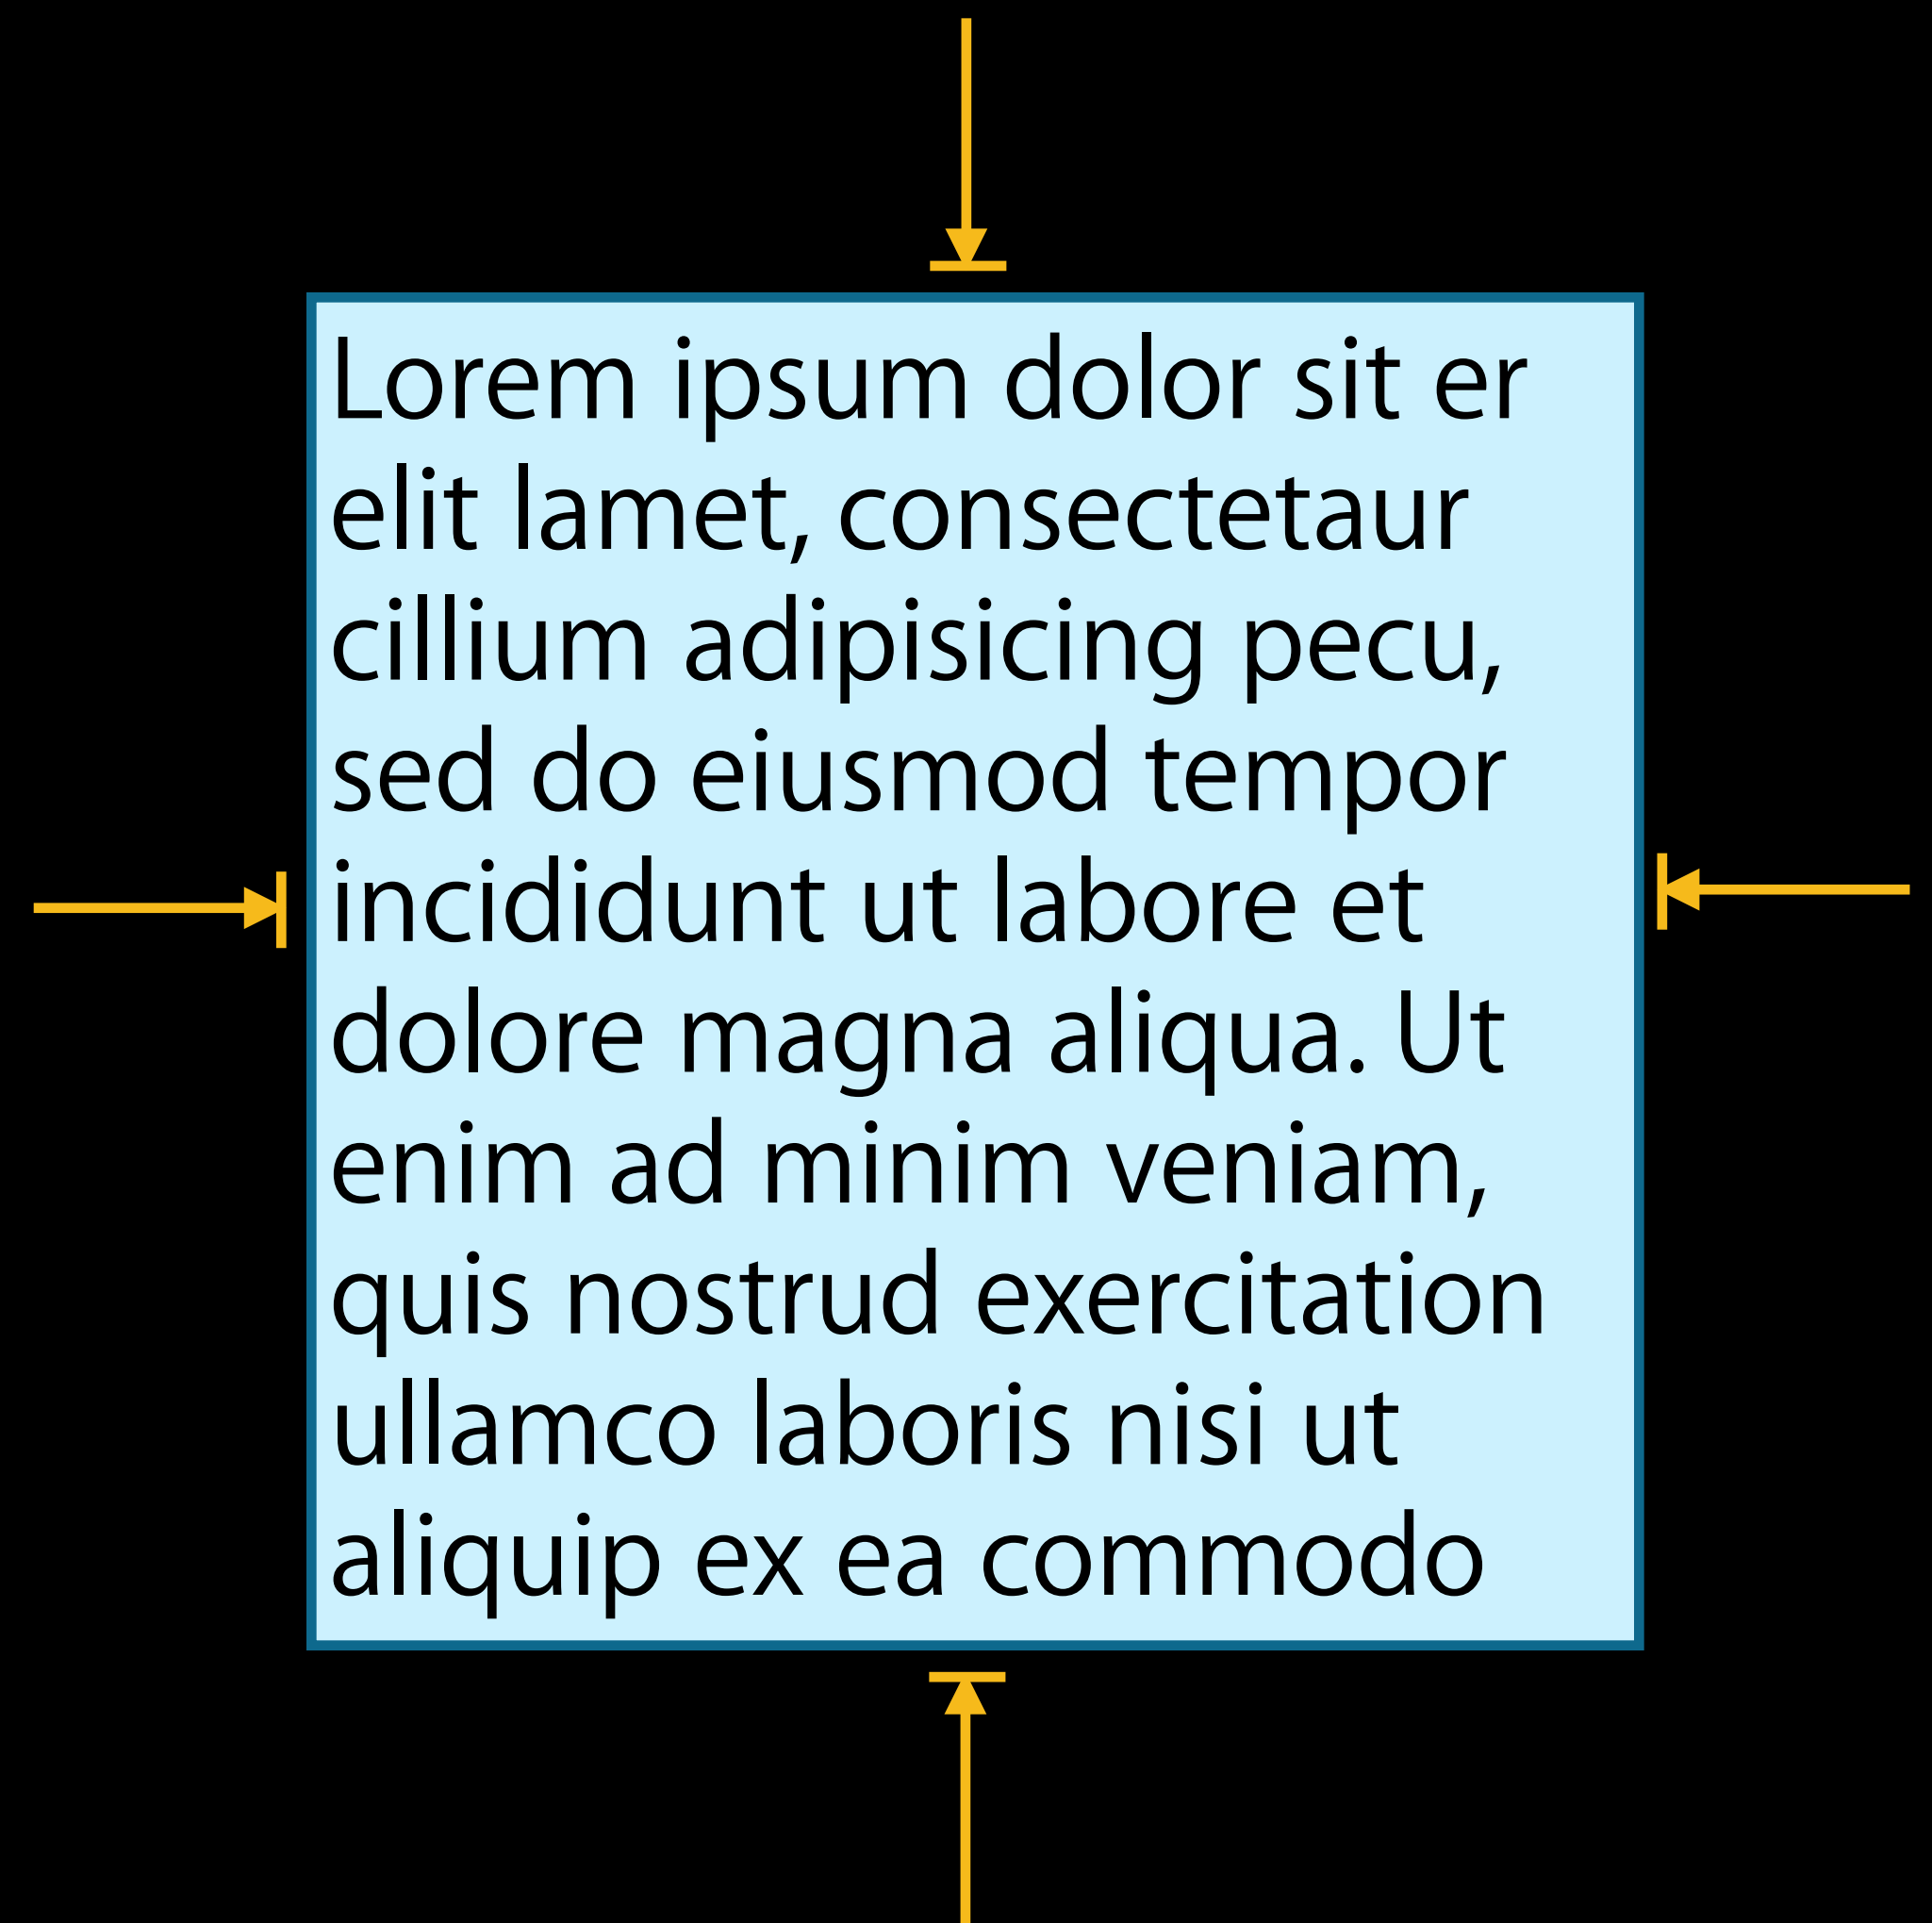 Lorem ipsum dolor sit er
elit lamet, consectetaur
cillium adipisicing pecu,
sed do eiusmod tempor
incididunt ut labore et
dolore magna aliqua. Ut
enim ad minim veniam,
quis nostrud exercitation
ullamco laboris nisi ut
aliquip ex ea commodo